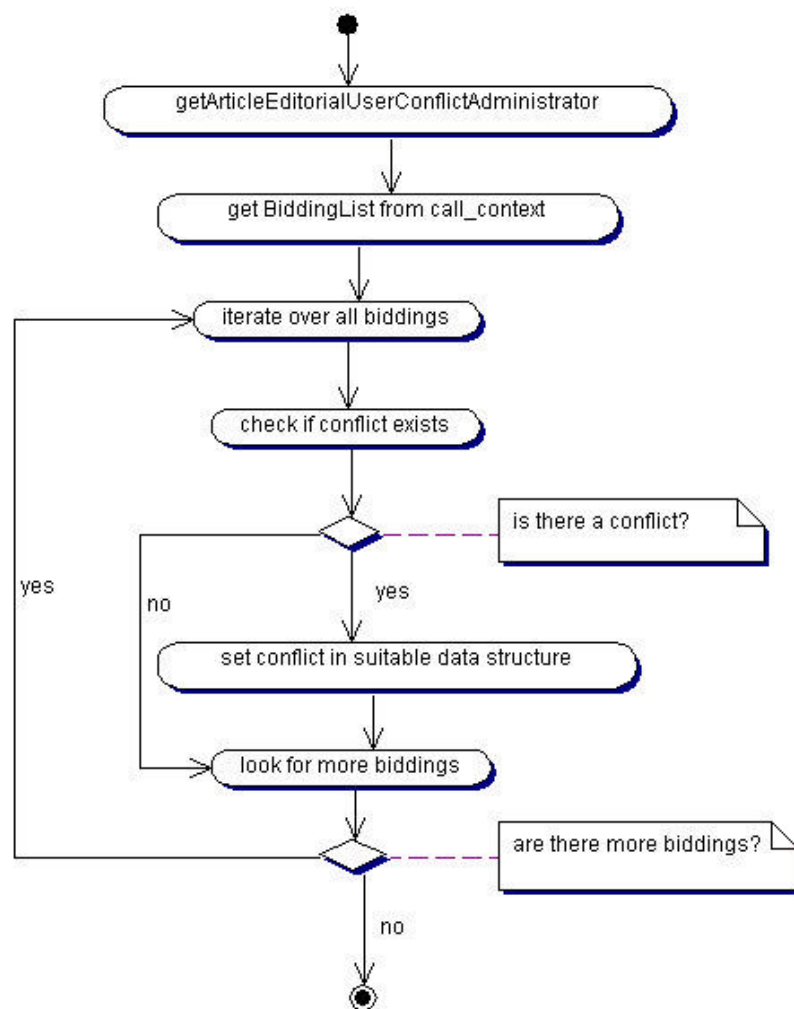 getArticleEditorialUserConflictAdministrator
get BiddingList from call_context
iterate over all biddings
check if conflict exists
is there a conflict?
yes
no
yes
set conflict in suitable data structure
look for more biddings
are there more biddings?
no